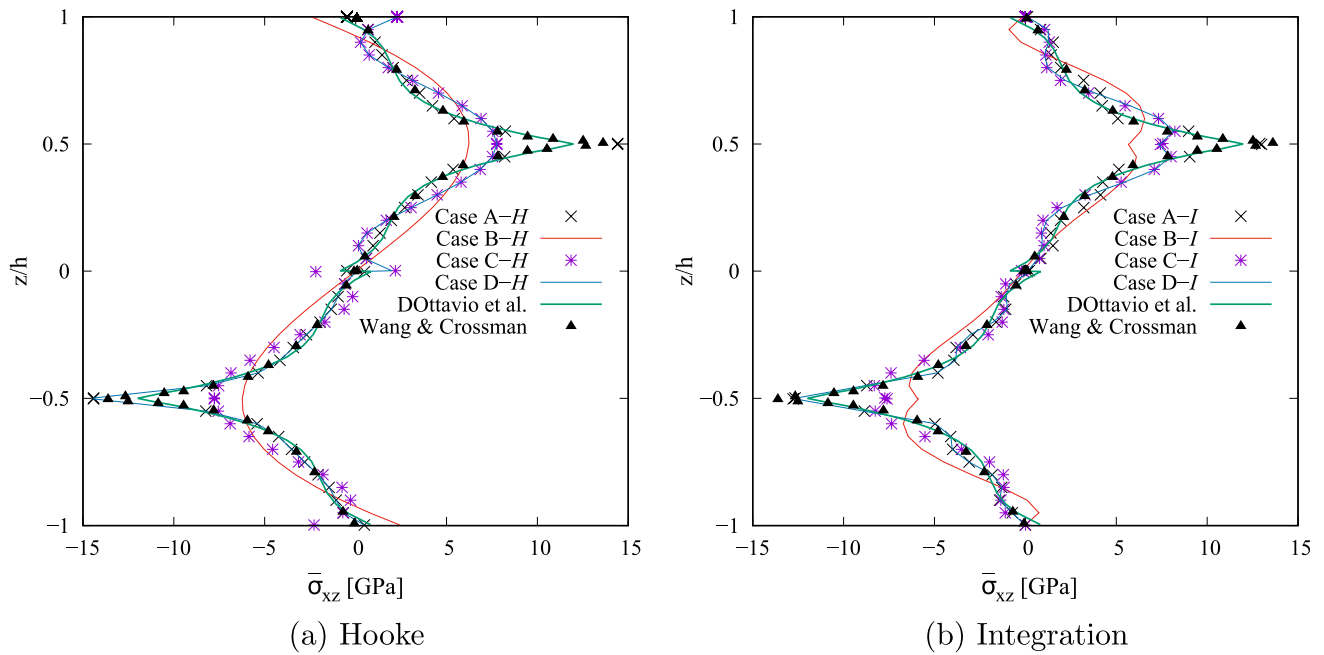 1
0.5
0
−0.5
−1
z/h
−15
−10
−5
0
5
10
15
σ̅xz [GPa]
Case A−H
Case B−H
Case C−H
Case D−H
DOttavio et al.
Wang & Crossman
(a) Hooke
1
0.5
0
−0.5
−1
z/h
−15
−10
−5
0
5
10
15
σ̅xz [GPa]
Case A−I
Case B−I
Case C−I
Case D−I
DOttavio et al.
Wang & Crossman
(b) Integration